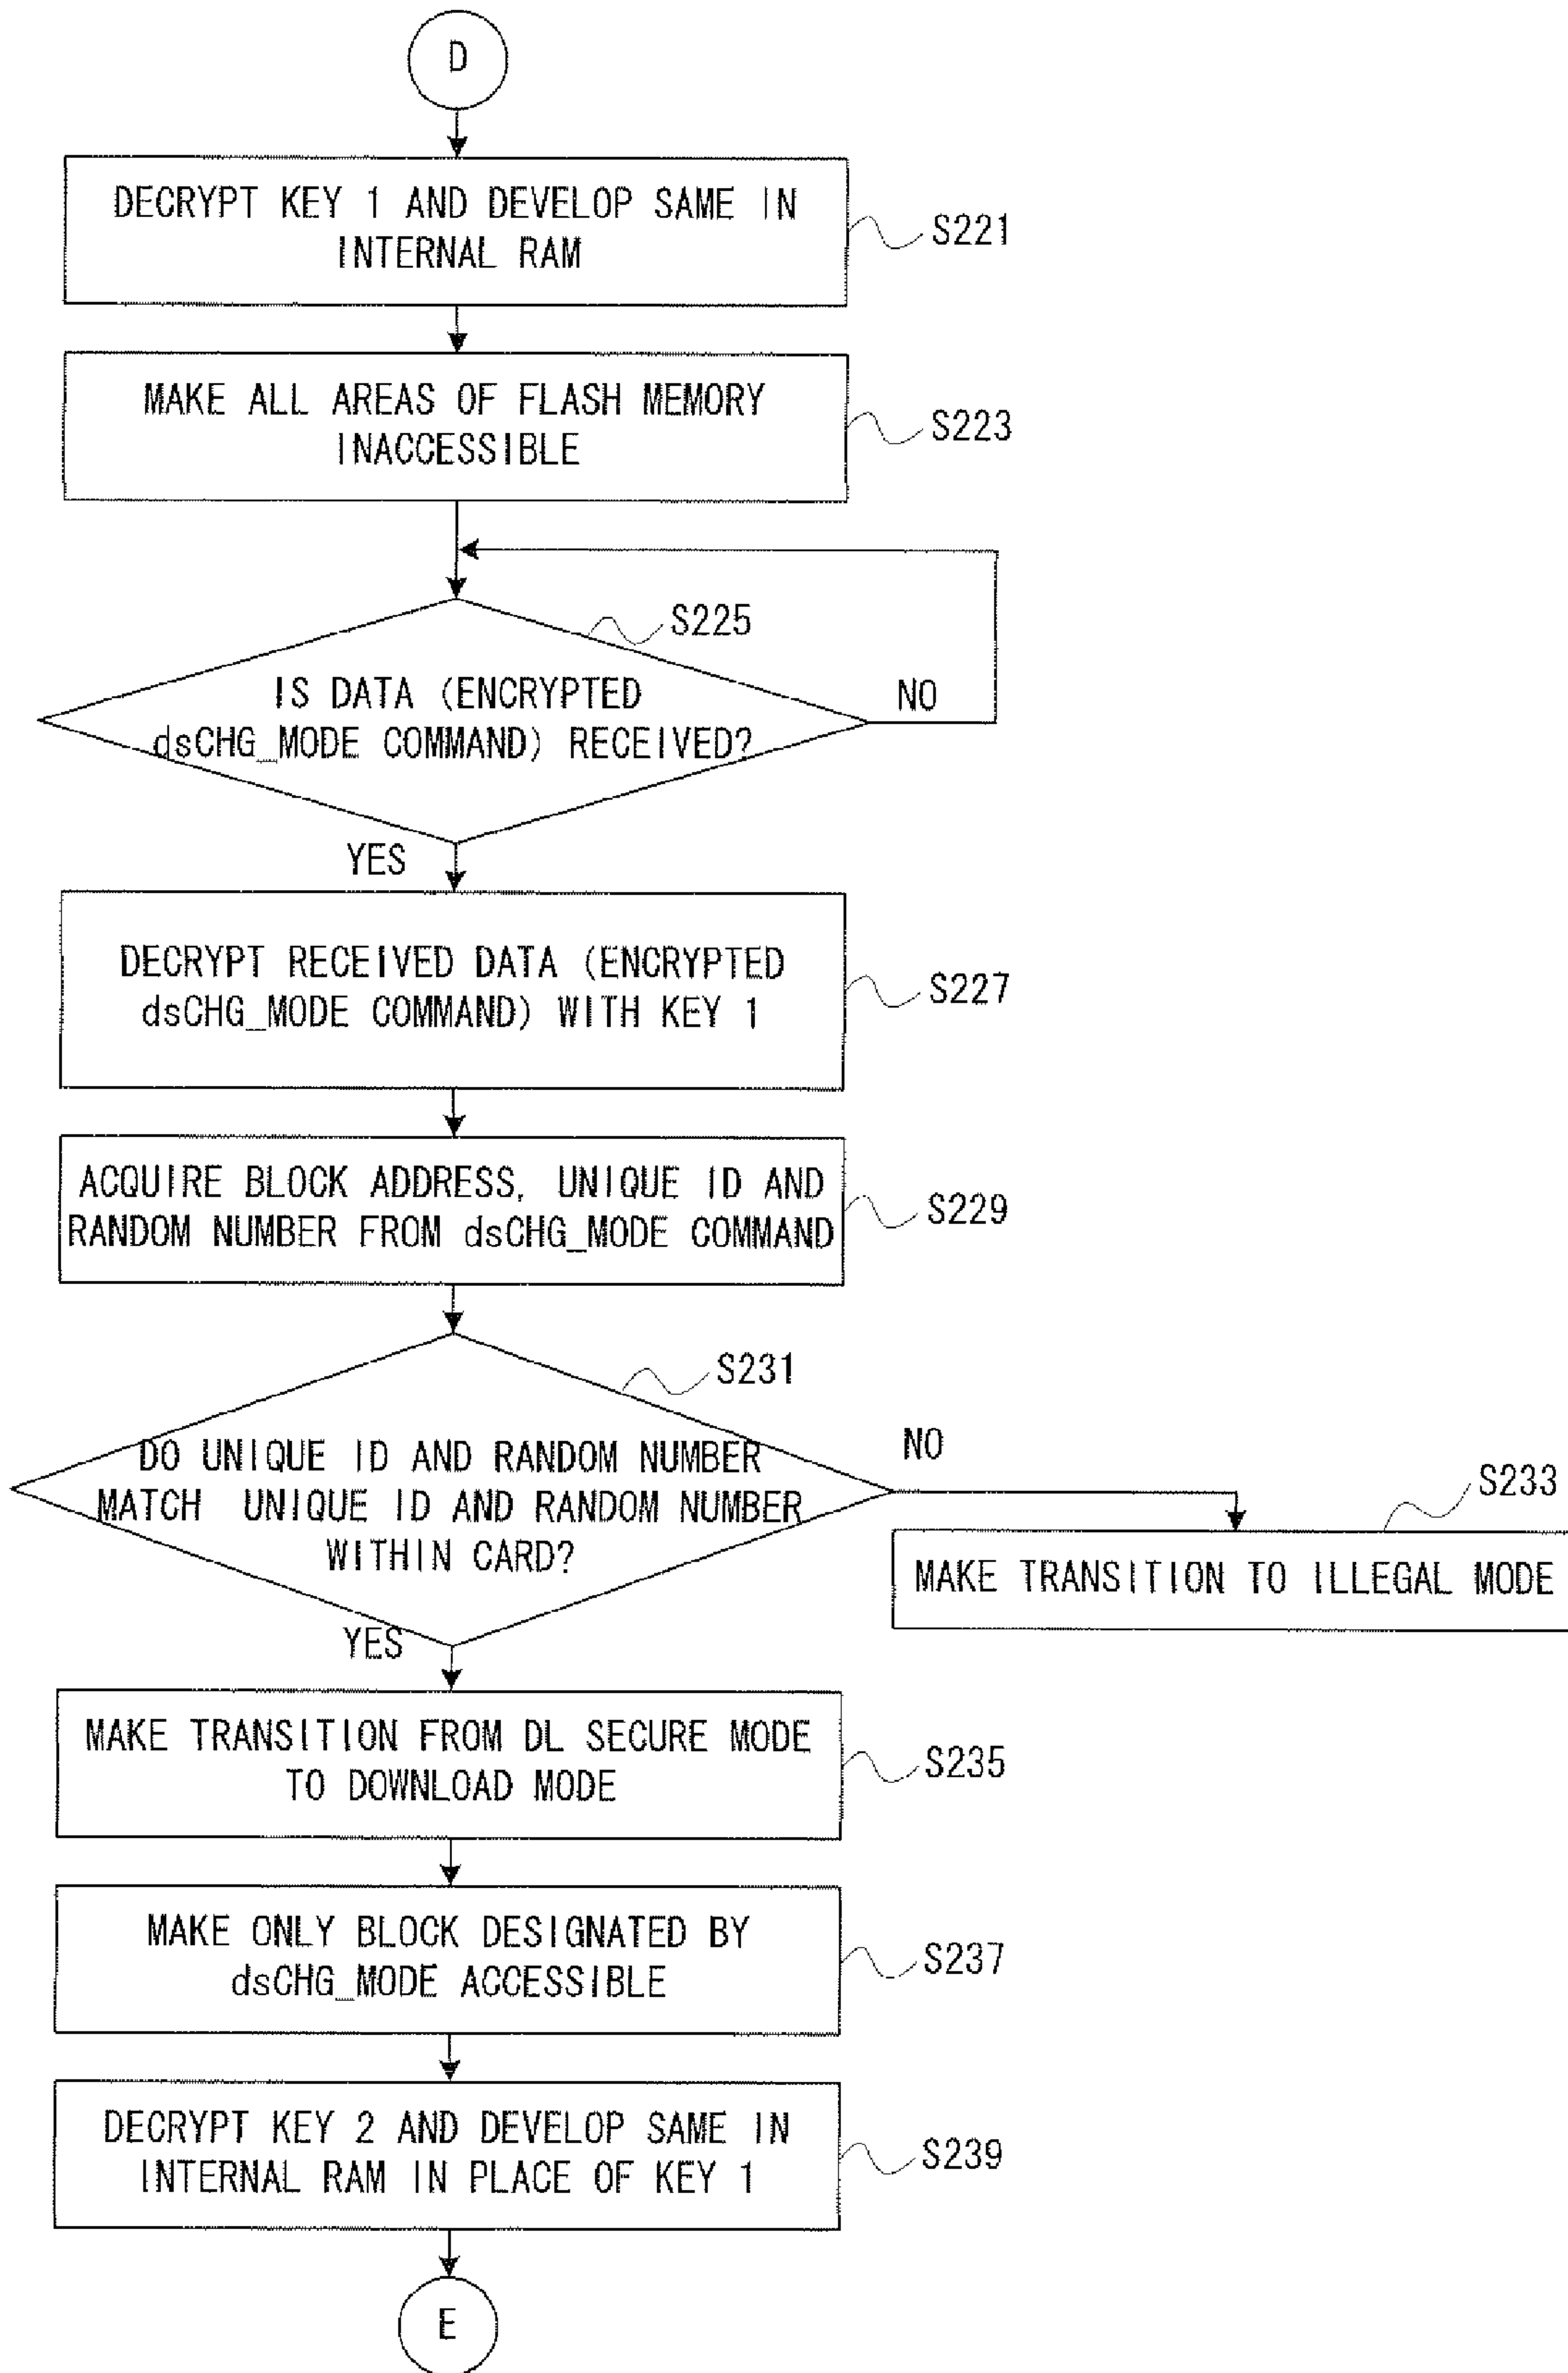 D
DECRYPT KEY 1 AND DEVELOP SAME IN
INTERNAL RAM
S221
MAKE ALL AREAS OF FLASH MEMORY
INACCESSIBLE
S223
S225
IS DATA (ENCRYPTED
dsCHG_MODE COMMAND) RECEIVED?
NO
YES
DECRYPT RECEIVED DATA (ENCRYPTED
dsCHG_MODE COMMAND) WITH KEY 1
S227
ACQUIRE BLOCK ADDRESS, UNIQUE ID AND
RANDOM NUMBER FROM dsCHG_MODE COMMAND
S229
S231
DO UNIQUE ID AND RANDOM NUMBER
MATCH UNIQUE ID AND RANDOM NUMBER
WITHIN CARD?
NO
S233
MAKE TRANSITION TO ILLEGAL MODE
YES
MAKE TRANSITION FROM DL SECURE MODE
TO DOWNLOAD MODE
S235
MAKE ONLY BLOCK DESIGNATED BY
dsCHG_MODE ACCESSIBLE
S237
DECRYPT KEY 2 AND DEVELOP SAME IN
INTERNAL RAM IN PLACE OF KEY 1
S239
E